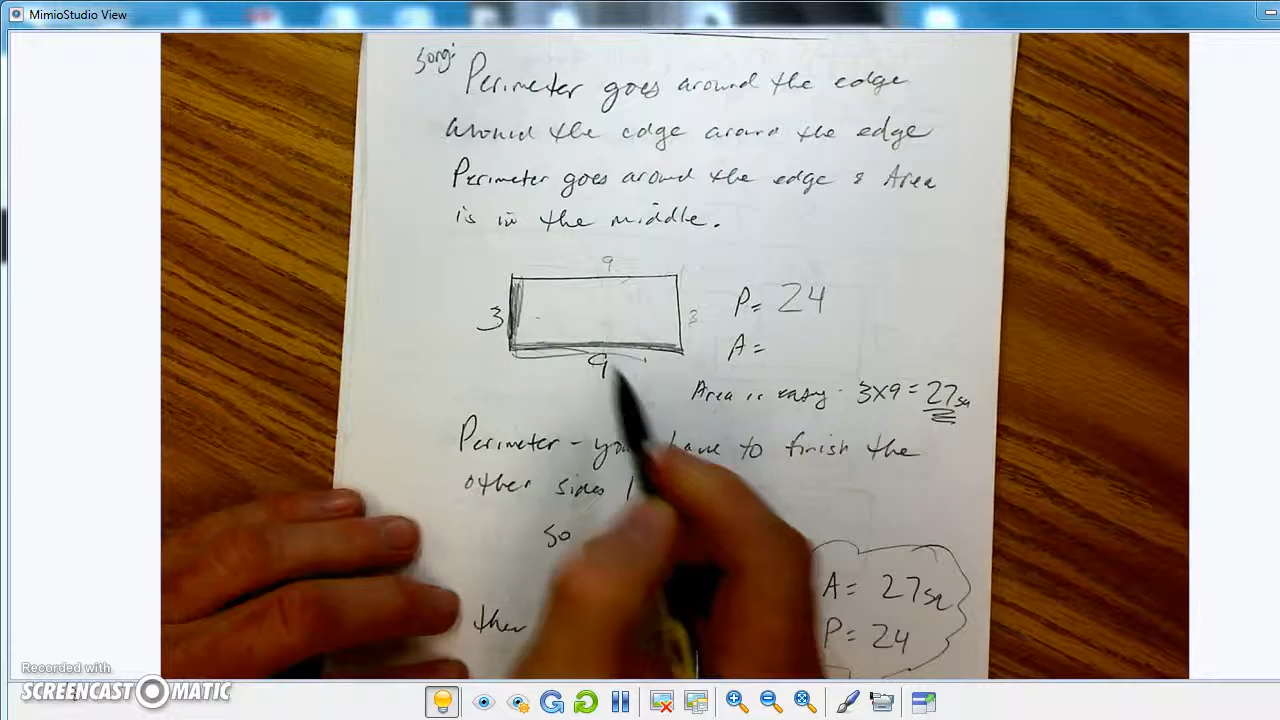 MimioStudio View
Song:
Perimeter goes around the edge
around the edge around the edge
Perimeter goes around the edge & Area
is in the middle.
9
3
3
9
P = 24
A =
Area is easy - 3x9 = 27sq
Perimeter - you have to finish the
other sides
so
then
A = 27sq
P = 24
Recorded with
SCREENCAST-O-MATIC